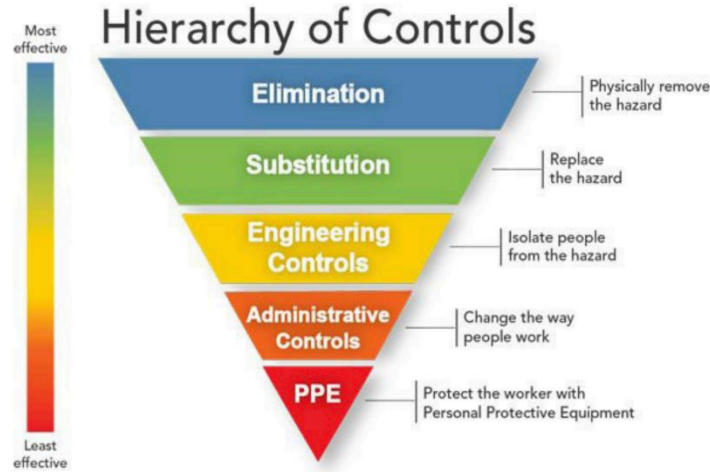 Hierarchy of Controls
Most
effective
Elimination
Physically remove
the hazard
Substitution
Replace
the hazard
Engineering
Controls
Isolate people
from the hazard
Administrative
Controls
Change the way
people work
PPE
Protect the worker with
Personal Protective Equipment
Least
effective